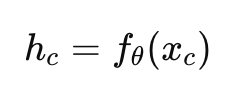 h_c = f_θ(x_c)